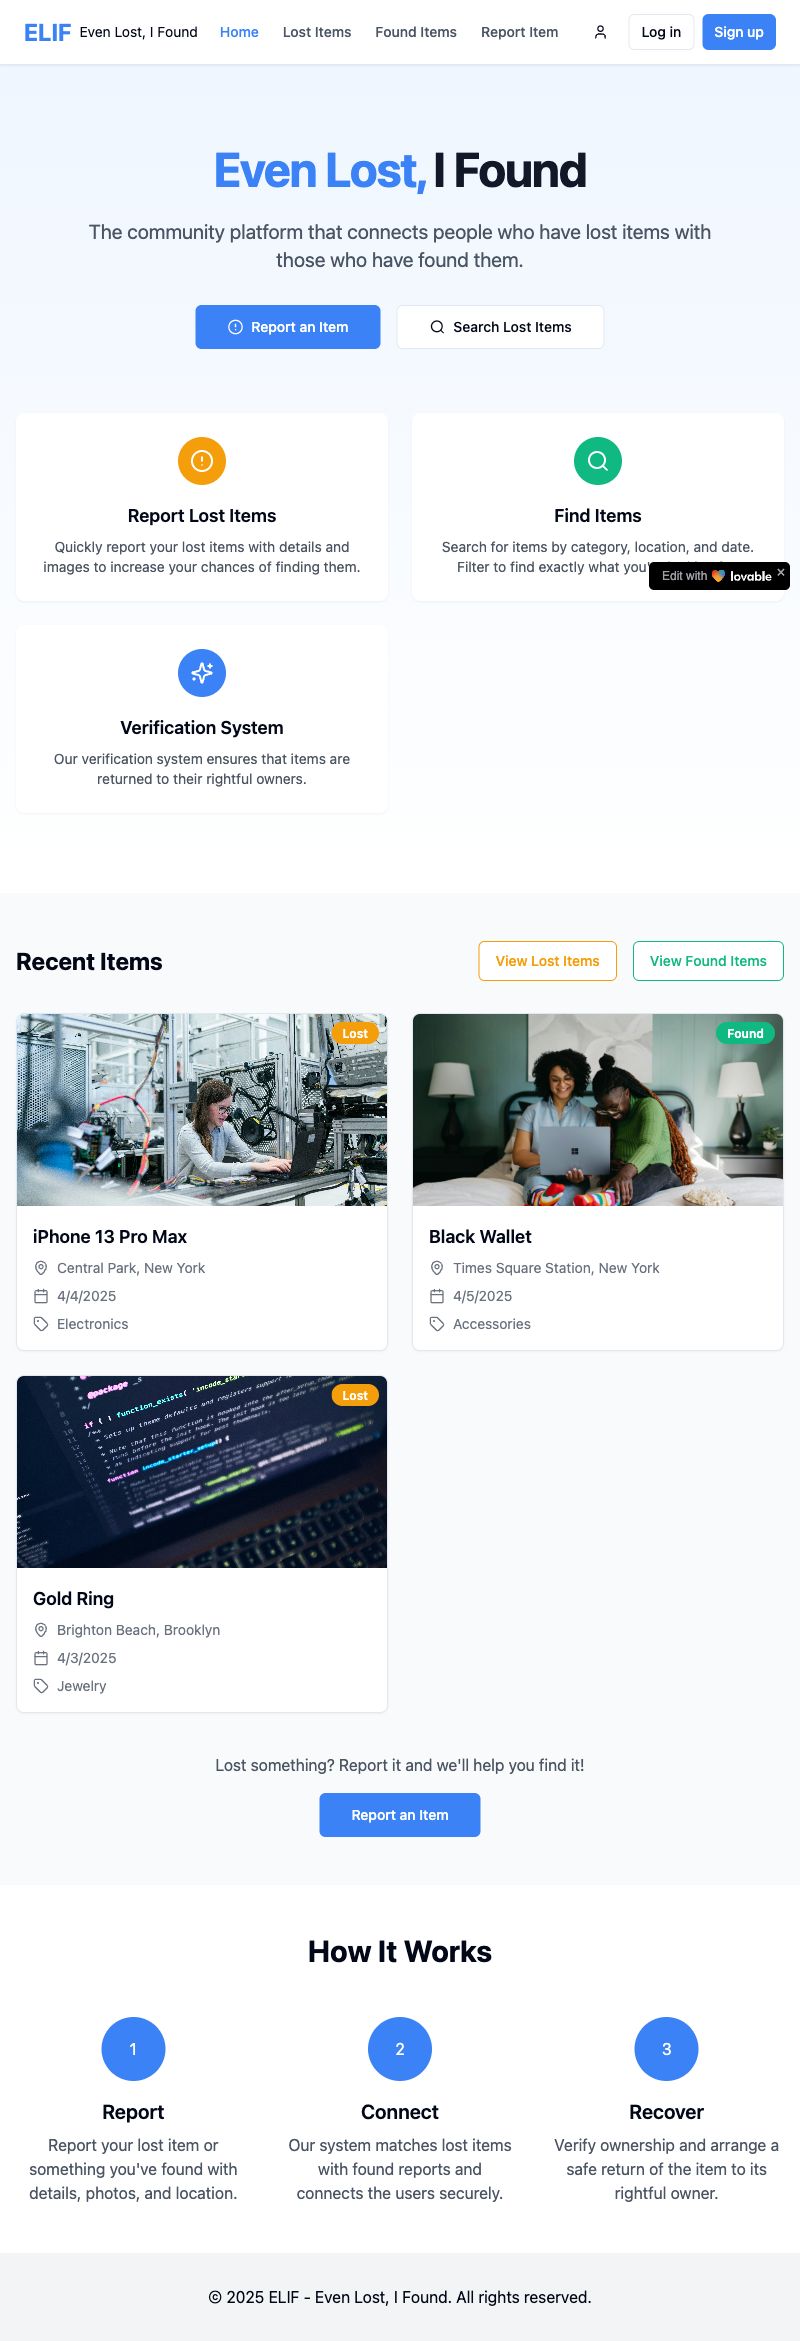 ELIF Even Lost, I Found Home Lost Items Found Items Report Item Log in Sign up
Even Lost, I Found
The community platform that connects people who have lost items with
those who have found them.
Report an Item
Search Lost Items
Report Lost Items
Quickly report your lost items with details and
images to increase your chances of finding them.
Find Items
Search for items by category, location, and date.
Filter to find exactly what you'
Edit with lovable ×
Verification System
Our verification system ensures that items are
returned to their rightful owners.
Recent Items
View Lost Items
View Found Items
Lost
iPhone 13 Pro Max
Central Park, New York
4/4/2025
Electronics
Found
Black Wallet
Times Square Station, New York
4/5/2025
Accessories
@package _s
if ( ! function_exists(
Lost
Gold Ring
Brighton Beach, Brooklyn
4/3/2025
Jewelry
Lost something? Report it and we'll help you find it!
Report an Item
How It Works
1
Report
Report your lost item or
something you've found with
details, photos, and location.
2
Connect
Our system matches lost items
with found reports and
connects the users securely.
3
Recover
Verify ownership and arrange a
safe return of the item to its
rightful owner.
© 2025 ELIF - Even Lost, I Found. All rights reserved.